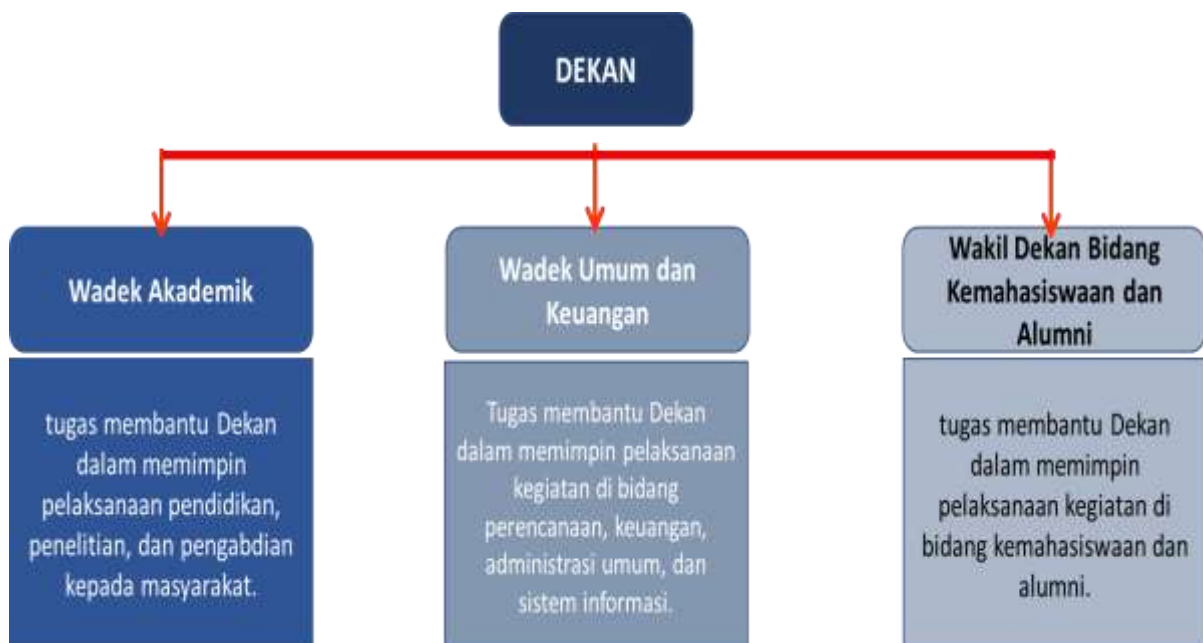 DEKAN
Wadek Akademik
tugas membantu Dekan
dalam memimpin
pelaksanaan pendidikan,
penelitian, dan pengabdian
kepada masyarakat.
Wadek Umum dan
Keuangan
Tugas membantu Dekan
dalam memimpin pelaksanaan
kegiatan di bidang
perencanaan, keuangan,
administrasi umum, dan
sistem informasi.
Wakil Dekan Bidang
Kemahasiswaan dan
Alumni
tugas membantu Dekan
dalam memimpin
pelaksanaan kegiatan di
bidang kemahasiswaan dan
alumni.